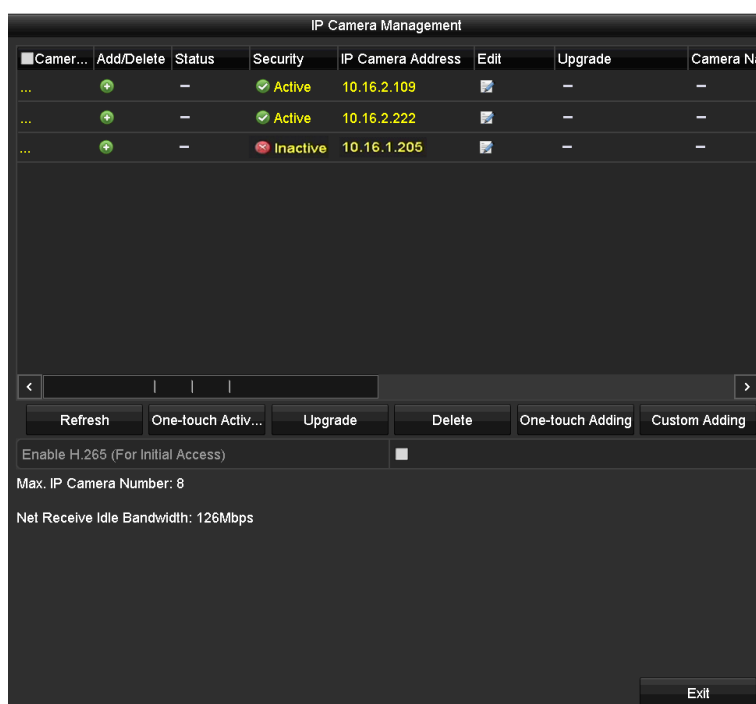 IP Camera Management
Camer... Add/Delete Status Security IP Camera Address Edit Upgrade Camera Na
... – Active 10.16.2.109 – –
... – Active 10.16.2.222 – –
... – Inactive 10.16.1.205 – –
Refresh One-touch Activ... Upgrade Delete One-touch Adding Custom Adding
Enable H.265 (For Initial Access)
Max. IP Camera Number: 8
Net Receive Idle Bandwidth: 126Mbps
Exit